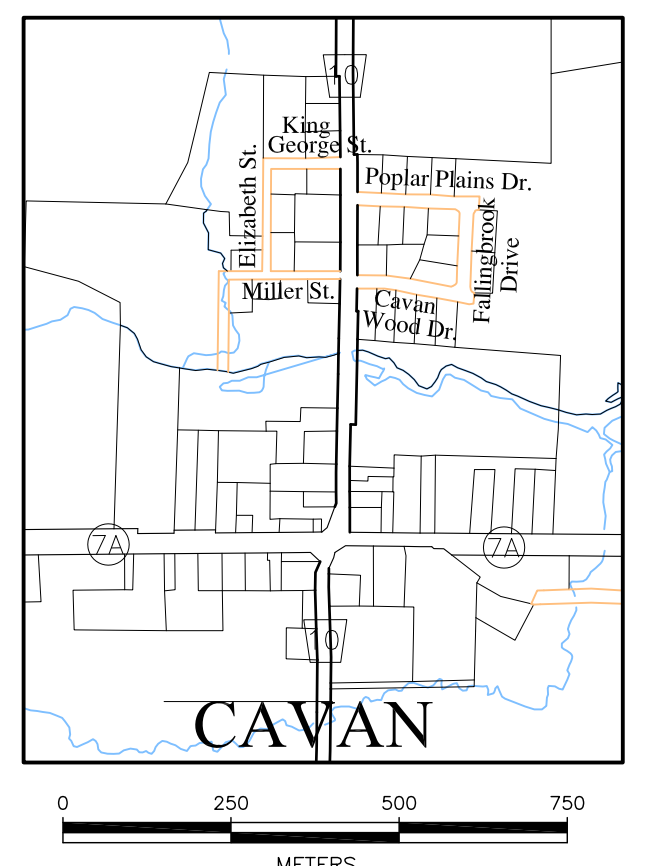 10
King
George St.
Elizabeth St.
Poplar Plains Dr.
Fallingbrook
Drive
Miller St.
Cavan
Wood Dr.
7A
7A
10
CAVAN
0 250 500 750
METERS